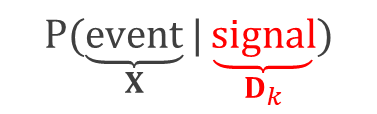 P(event | signal)
X D_k